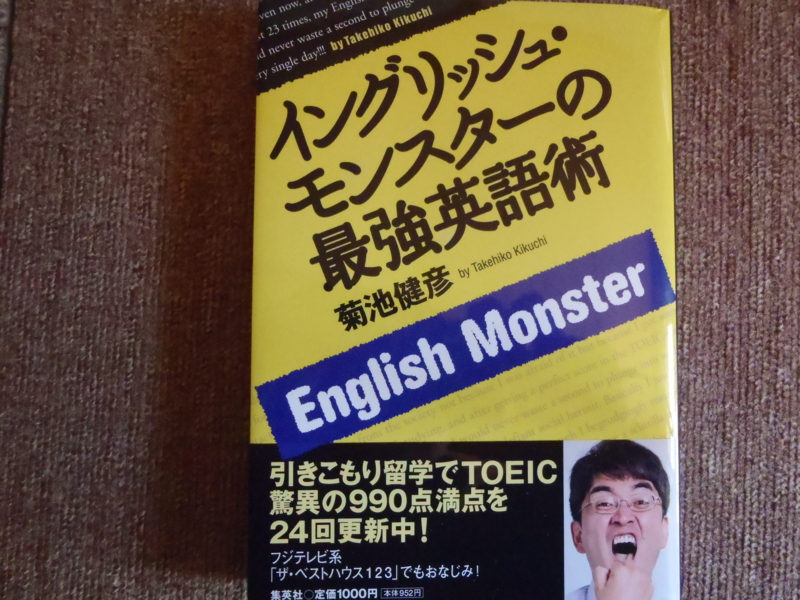 ven now, a
t 23 times, my English
d never waste a second to plunge
ry single day!!! by Takehiko Kikuchi
イングリッシュ・
モンスターの
最強英語術
菊池健彦 by Takehiko Kikuchi
English Monster
引きこもり留学でTOEIC
驚異の990点満点を
24回更新中!
フジテレビ系
「ザ・ベストハウス123」でもおなじみ!
集英社○定価1000円 本体952円